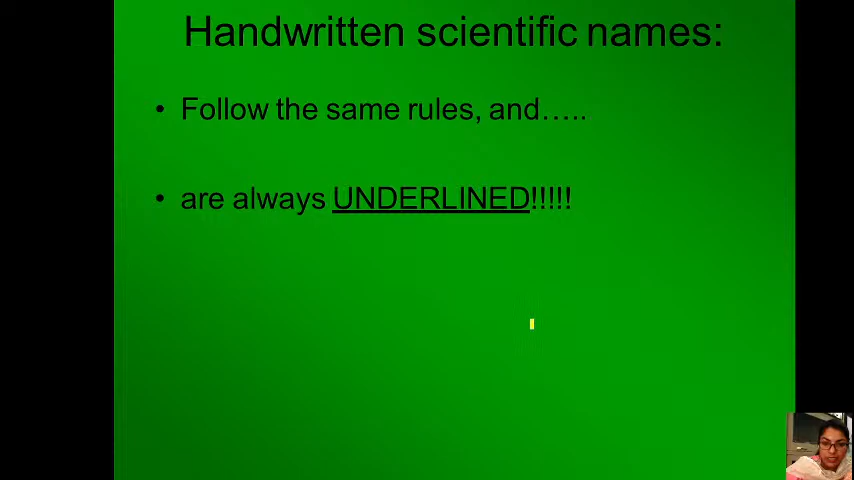 Handwritten scientific names:
• Follow the same rules, and…..
• are always UNDERLINED!!!!!